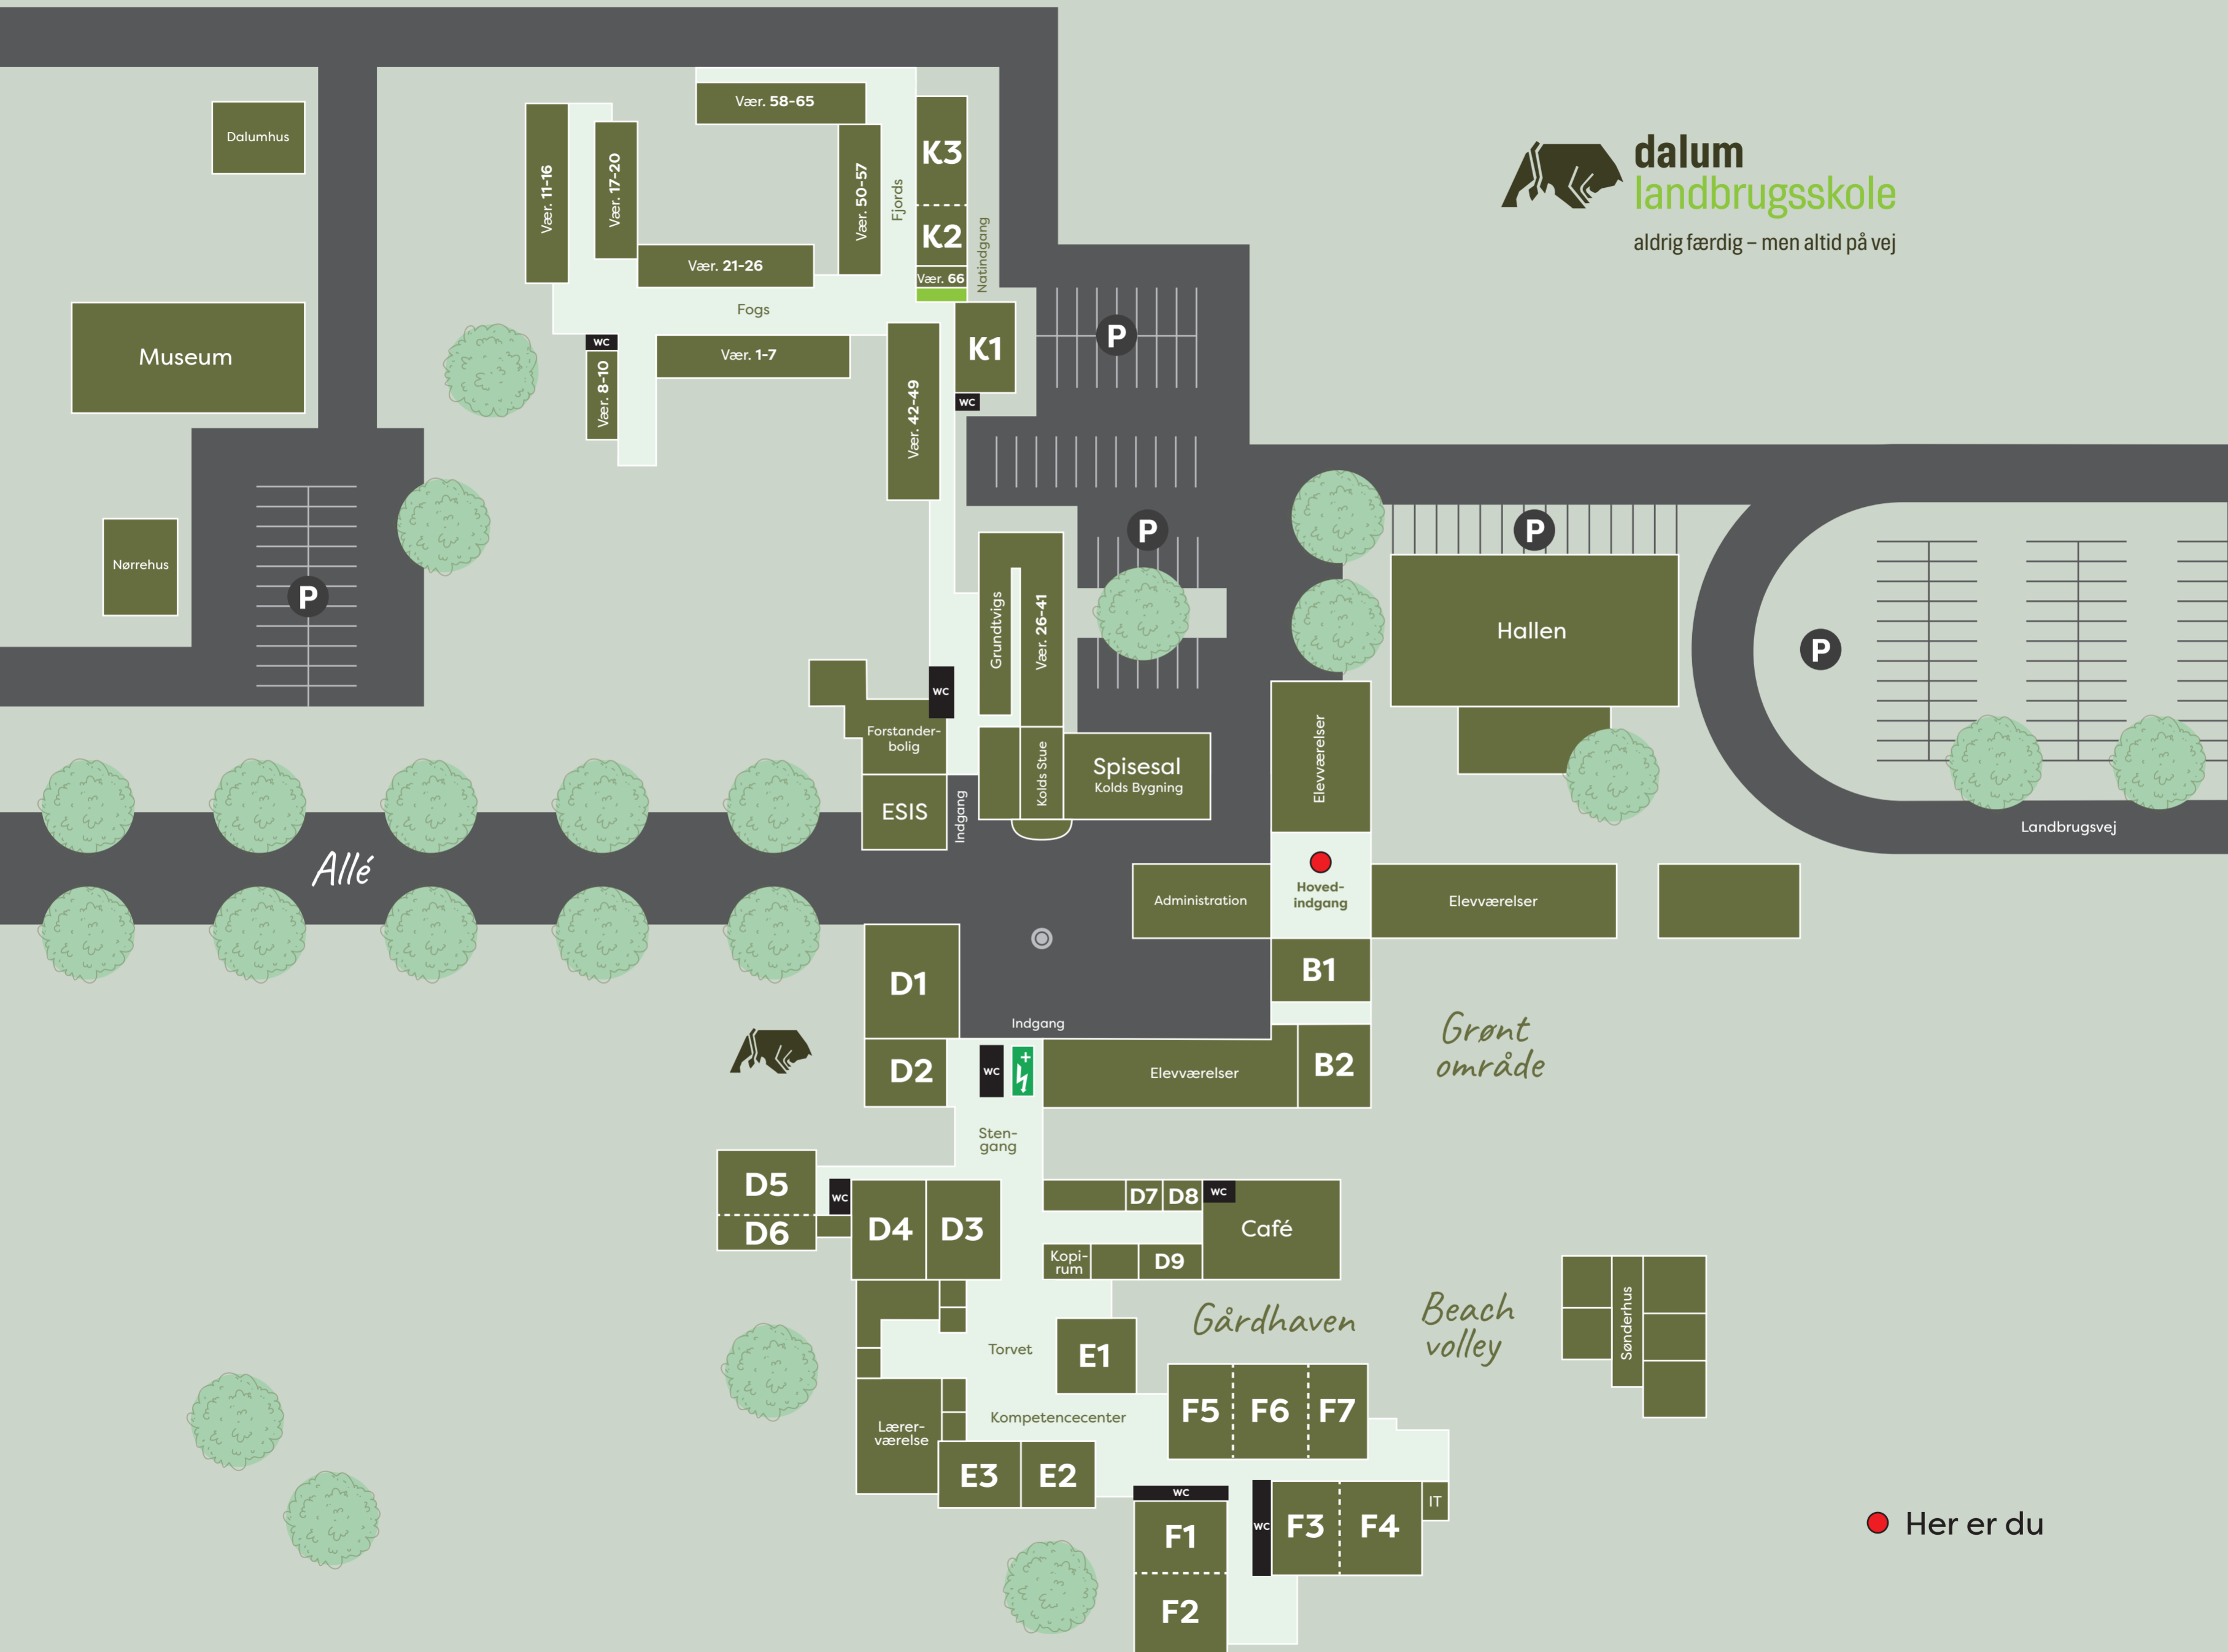 dalum
landbrugsskole
aldrig færdig – men altid på vej
Dalumhus
Museum
Nørrehus
P
Vær. 11-16
Vær. 17-20
Vær. 58-65
Vær. 50-57
Vær. 21-26
Fjords
K3
K2
Vær. 66
Natindgang
Fogs
WC
Vær. 8-10
Vær. 1-7
Vær. 42-49
K1
WC
P
P
P
P
Hallen
Grundtvigs
Vær. 26-41
WC
Forstander-
bolig
ESIS
Indgang
Kolds Stue
Spisesal
Kolds Bygning
Elevværelser
Landbrugsvej
Allé
Administration
Hoved-
indgang
Elevværelser
B1
B2
Grønt
område
D1
Indgang
D2
WC
Elevværelser
Sten-
gang
D5
D6
WC
D4
D3
D7
D8
WC
Café
Kopi-
rum
D9
Gårdhaven
Beach
volley
Sønderhus
Torvet
E1
Lærer-
værelse
Kompetencecenter
F5
F6
F7
E3
E2
WC
F1
F2
WC
F3
F4
IT
Her er du